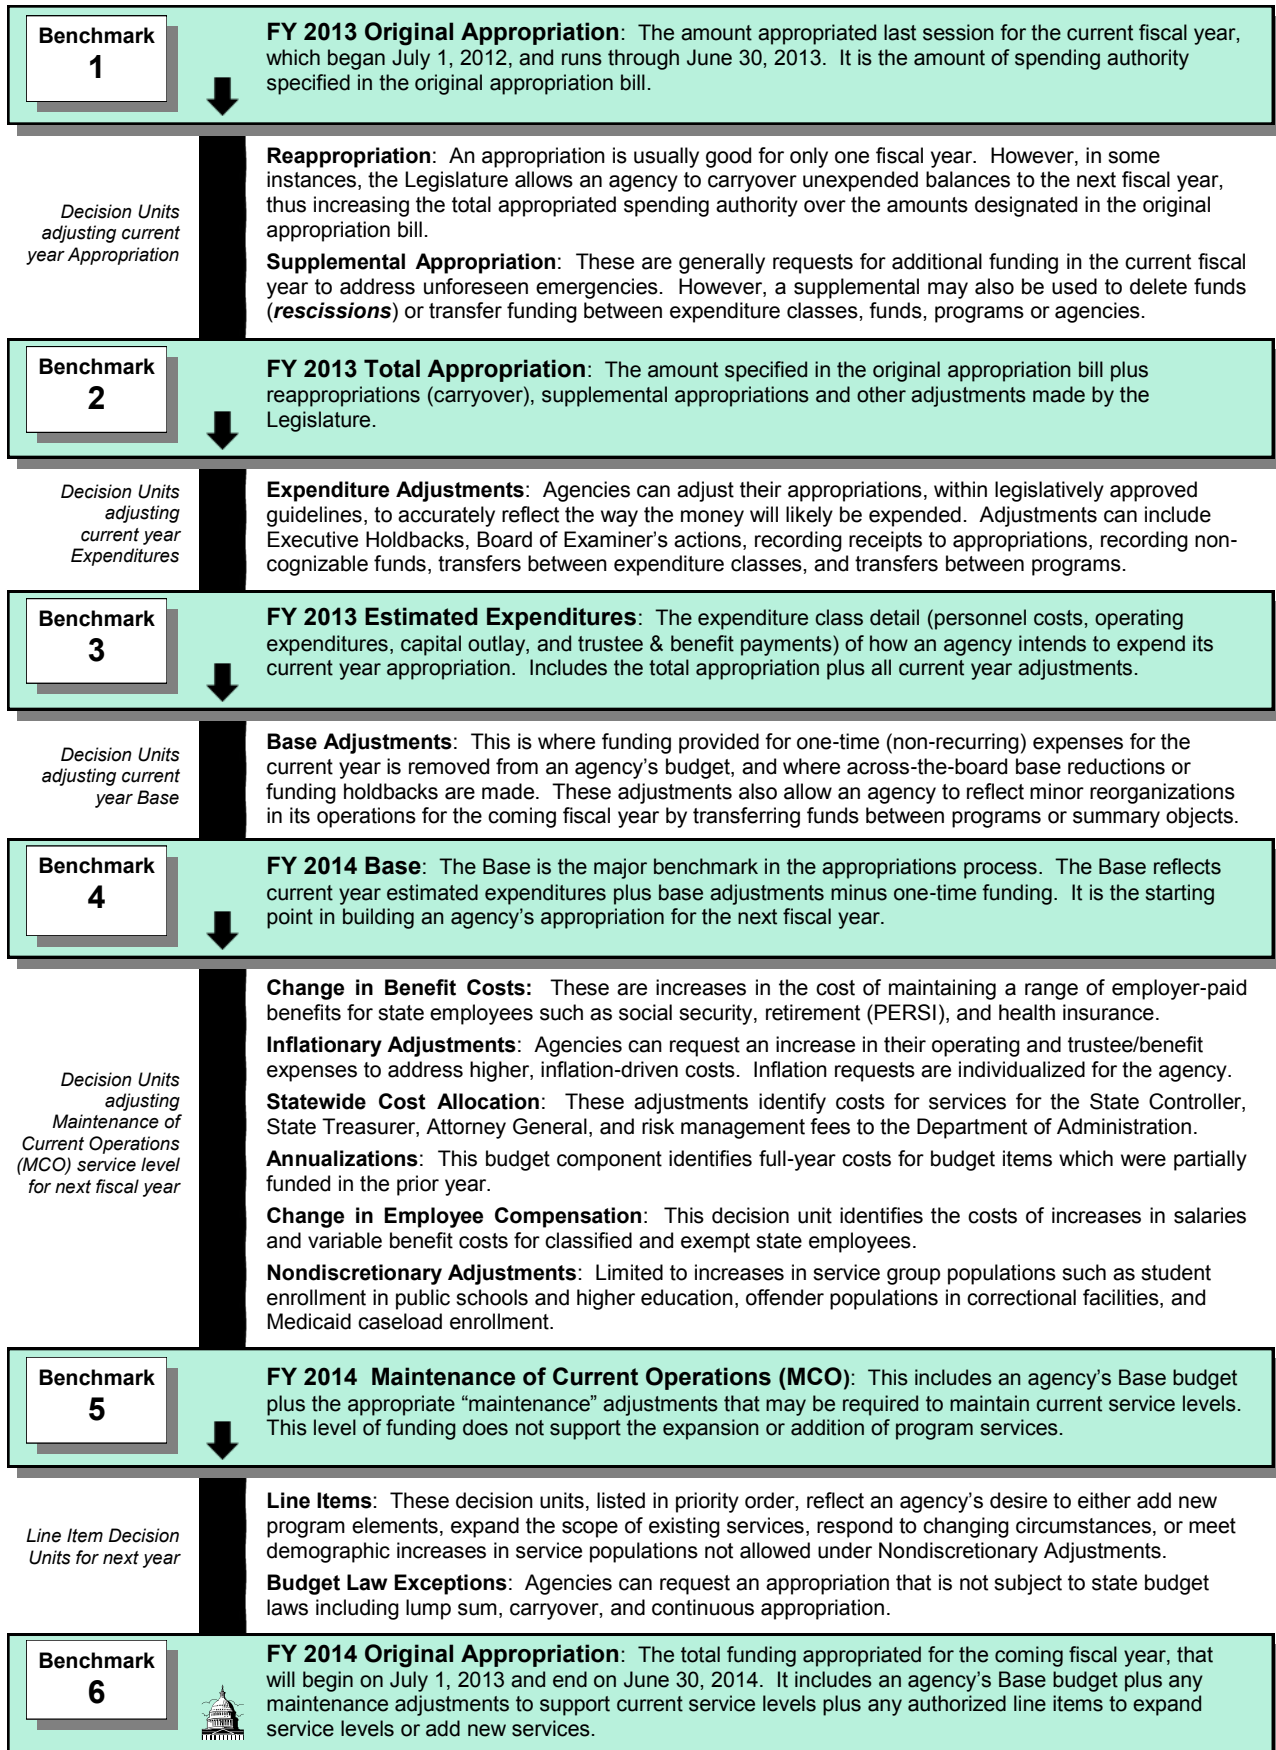 Benchmark
1
FY 2013 Original Appropriation: The amount appropriated last session for the current fiscal year,
which began July 1, 2012, and runs through June 30, 2013. It is the amount of spending authority
specified in the original appropriation bill.
Decision Units
adjusting current
year Appropriation
Reappropriation: An appropriation is usually good for only one fiscal year. However, in some
instances, the Legislature allows an agency to carryover unexpended balances to the next fiscal year,
thus increasing the total appropriated spending authority over the amounts designated in the original
appropriation bill.
Supplemental Appropriation: These are generally requests for additional funding in the current fiscal
year to address unforeseen emergencies. However, a supplemental may also be used to delete funds
(rescissions) or transfer funding between expenditure classes, funds, programs or agencies.
Benchmark
2
FY 2013 Total Appropriation: The amount specified in the original appropriation bill plus
reappropriations (carryover), supplemental appropriations and other adjustments made by the
Legislature.
Decision Units
adjusting
current year
Expenditures
Expenditure Adjustments: Agencies can adjust their appropriations, within legislatively approved
guidelines, to accurately reflect the way the money will likely be expended. Adjustments can include
Executive Holdbacks, Board of Examiner's actions, recording receipts to appropriations, recording non-
cognizable funds, transfers between expenditure classes, and transfers between programs.
Benchmark
3
FY 2013 Estimated Expenditures: The expenditure class detail (personnel costs, operating
expenditures, capital outlay, and trustee & benefit payments) of how an agency intends to expend its
current year appropriation. Includes the total appropriation plus all current year adjustments.
Decision Units
adjusting current
year Base
Base Adjustments: This is where funding provided for one-time (non-recurring) expenses for the
current year is removed from an agency's budget, and where across-the-board base reductions or
funding holdbacks are made. These adjustments also allow an agency to reflect minor reorganizations
in its operations for the coming fiscal year by transferring funds between programs or summary objects.
Benchmark
4
FY 2014 Base: The Base is the major benchmark in the appropriations process. The Base reflects
current year estimated expenditures plus base adjustments minus one-time funding. It is the starting
point in building an agency's appropriation for the next fiscal year.
Decision Units
adjusting
Maintenance of
Current Operations
(MCO) service level
for next fiscal year
Change in Benefit Costs: These are increases in the cost of maintaining a range of employer-paid
benefits for state employees such as social security, retirement (PERSI), and health insurance.
Inflationary Adjustments: Agencies can request an increase in their operating and trustee/benefit
expenses to address higher, inflation-driven costs. Inflation requests are individualized for the agency.
Statewide Cost Allocation: These adjustments identify costs for services for the State Controller,
State Treasurer, Attorney General, and risk management fees to the Department of Administration.
Annualizations: This budget component identifies full-year costs for budget items which were partially
funded in the prior year.
Change in Employee Compensation: This decision unit identifies the costs of increases in salaries
and variable benefit costs for classified and exempt state employees.
Nondiscretionary Adjustments: Limited to increases in service group populations such as student
enrollment in public schools and higher education, offender populations in correctional facilities, and
Medicaid caseload enrollment.
Benchmark
5
FY 2014 Maintenance of Current Operations (MCO): This includes an agency's Base budget
plus the appropriate "maintenance" adjustments that may be required to maintain current service levels.
This level of funding does not support the expansion or addition of program services.
Line Item Decision
Units for next year
Line Items: These decision units, listed in priority order, reflect an agency's desire to either add new
program elements, expand the scope of existing services, respond to changing circumstances, or meet
demographic increases in service populations not allowed under Nondiscretionary Adjustments.
Budget Law Exceptions: Agencies can request an appropriation that is not subject to state budget
laws including lump sum, carryover, and continuous appropriation.
Benchmark
6
FY 2014 Original Appropriation: The total funding appropriated for the coming fiscal year, that
will begin on July 1, 2013 and end on June 30, 2014. It includes an agency's Base budget plus any
maintenance adjustments to support current service levels plus any authorized line items to expand
service levels or add new services.